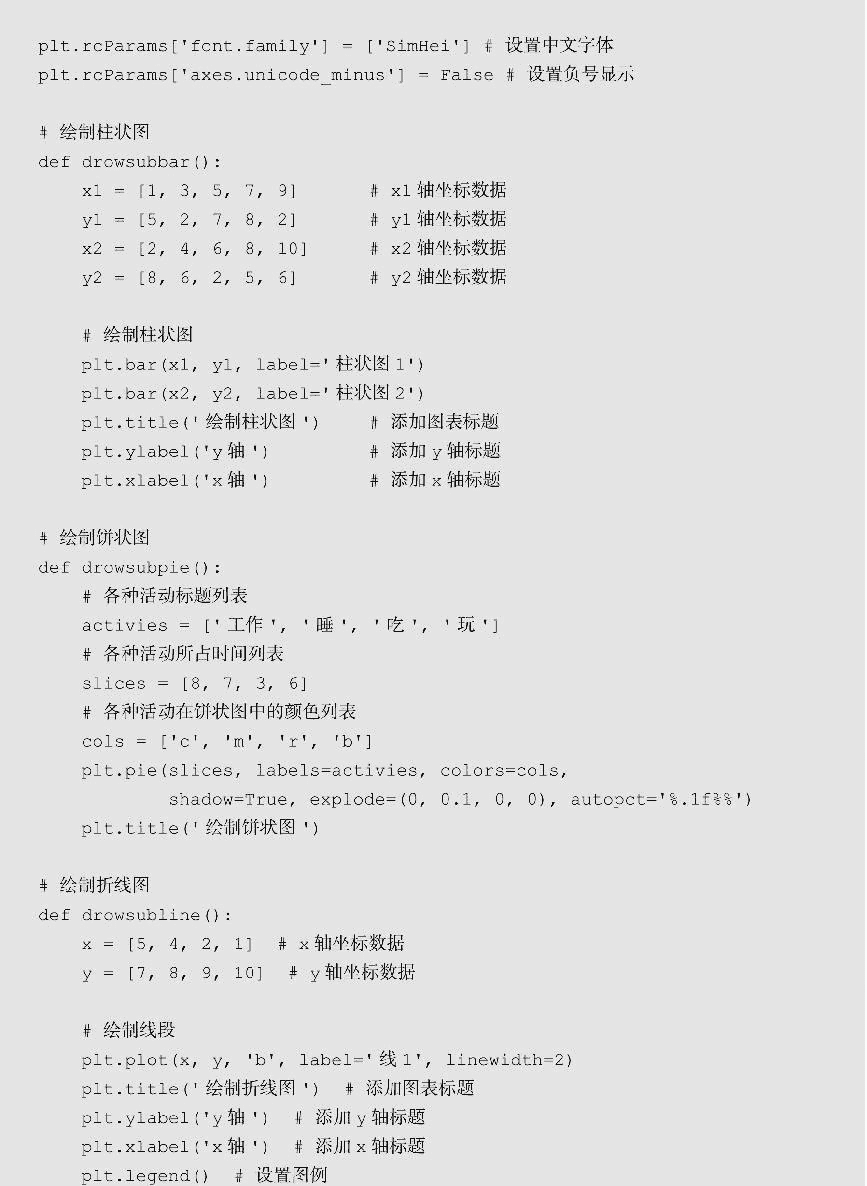 plt.rcParams['font.family'] = ['SimHei'] # 设置中文字体
plt.rcParams['axes.unicode_minus'] = False # 设置负号显示
# 绘制柱状图
def drowsubbar():
    x1 = [1, 3, 5, 7, 9]       # x1 轴坐标数据
    y1 = [5, 2, 7, 8, 2]       # y1 轴坐标数据
    x2 = [2, 4, 6, 8, 10]      # x2 轴坐标数据
    y2 = [8, 6, 2, 5, 6]       # y2 轴坐标数据
    # 绘制柱状图
    plt.bar(x1, y1, label='柱状图1')
    plt.bar(x2, y2, label='柱状图2')
    plt.title('绘制柱状图')     # 添加图表标题
    plt.ylabel('y轴')          # 添加 y 轴标题
    plt.xlabel('x轴')          # 添加 x 轴标题
# 绘制饼状图
def drowsubpie():
    # 各种活动标题列表
    activies = ['工作', '睡', '吃', '玩']
    # 各种活动所占时间列表
    slices = [8, 7, 3, 6]
    # 各种活动在饼状图中的颜色列表
    cols = ['c', 'm', 'r', 'b']
    plt.pie(slices, labels=activies, colors=cols,
            shadow=True, explode=(0, 0.1, 0, 0), autopct='%.1f%%')
    plt.title('绘制饼状图')
# 绘制折线图
def drowsubline():
    x = [5, 4, 2, 1]  # x 轴坐标数据
    y = [7, 8, 9, 10]  # y 轴坐标数据
    # 绘制线段
    plt.plot(x, y, 'b', label='线1', linewidth=2)
    plt.title('绘制折线图')  # 添加图表标题
    plt.ylabel('y轴')  # 添加 y 轴标题
    plt.xlabel('x轴')  # 添加 x 轴标题
    plt.legend()  # 设置图例